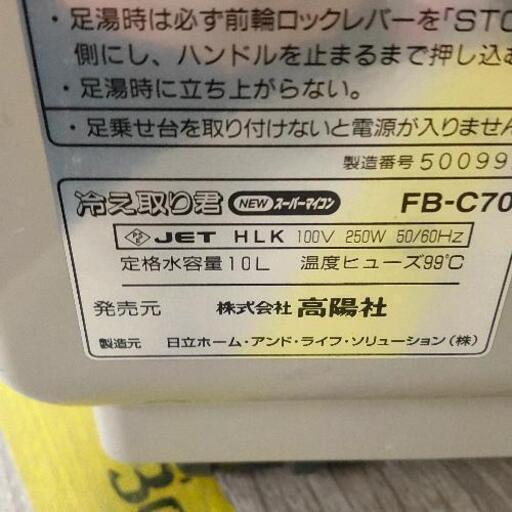 ・足湯時は必ず前輪ロックレバーを「STO
側にし、ハンドルを止まるまで押し込む
・足湯時に立ち上がらない。
・足乗せ台を取り付けないと電源が入りません
製造番号 50099
冷え取り君 NEW スーパーマイコン FB-C70
PSE JET HLK 100V 250W 50/60Hz
定格水容量10L 温度ヒューズ99℃
発売元 株式会社 高陽社
製造元 日立ホーム・アンド・ライフ・ソリューション（株）